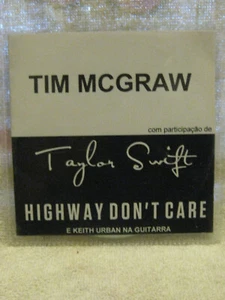 TIM MCGRAW
com participação de
Taylor Swift
HIGHWAY DON'T CARE
E KEITH URBAN NA GUITARRA